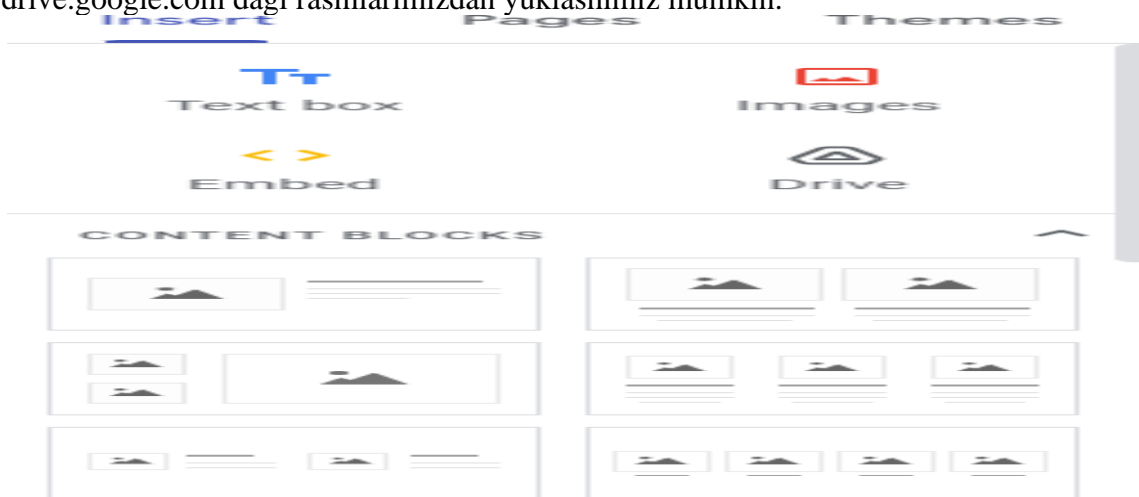 drive.google.com dagi rasmlarimizdan yuklashimiz mumkin.
Insert Pages Themes
Text box Images
Embed Drive
CONTENT BLOCKS